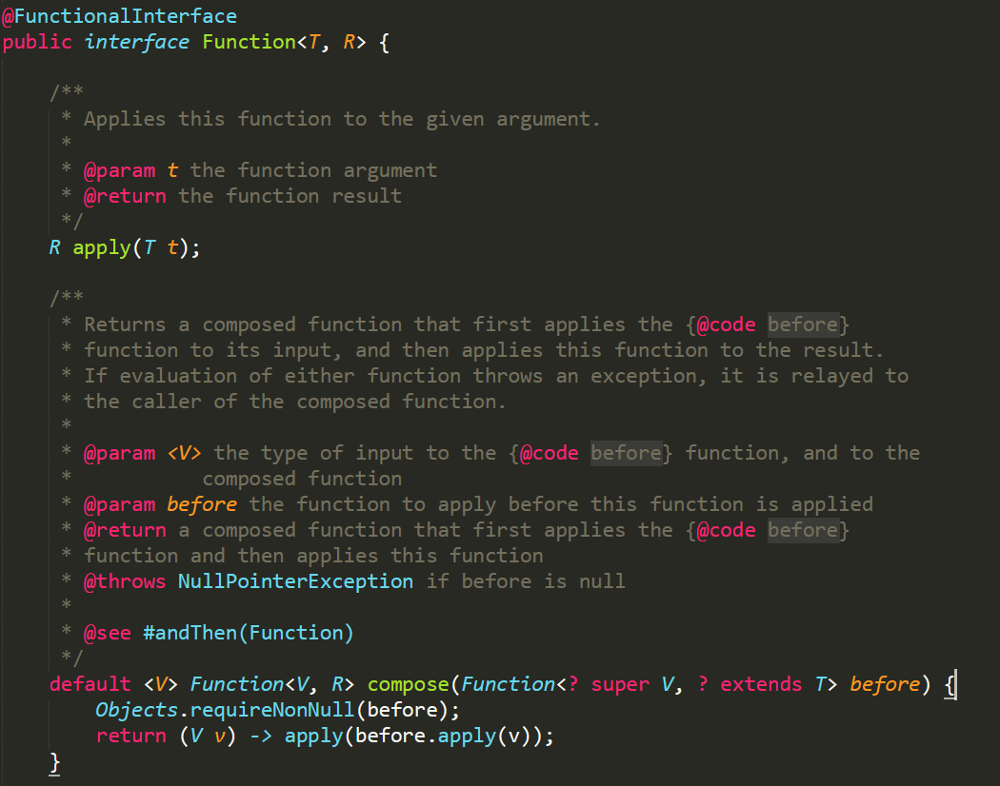 @FunctionalInterface
public interface Function<T, R> {
/**
* Applies this function to the given argument.
*
* @param t the function argument
* @return the function result
*/
R apply(T t);
/**
* Returns a composed function that first applies the {@code before}
* function to its input, and then applies this function to the result.
* If evaluation of either function throws an exception, it is relayed to
* the caller of the composed function.
*
* @param <V> the type of input to the {@code before} function, and to the
*           composed function
* @param before the function to apply before this function is applied
* @return a composed function that first applies the {@code before}
* function and then applies this function
* @throws NullPointerException if before is null
*
* @see #andThen(Function)
*/
default <V> Function<V, R> compose(Function<? super V, ? extends T> before) {
Objects.requireNonNull(before);
return (V v) -> apply(before.apply(v));
}